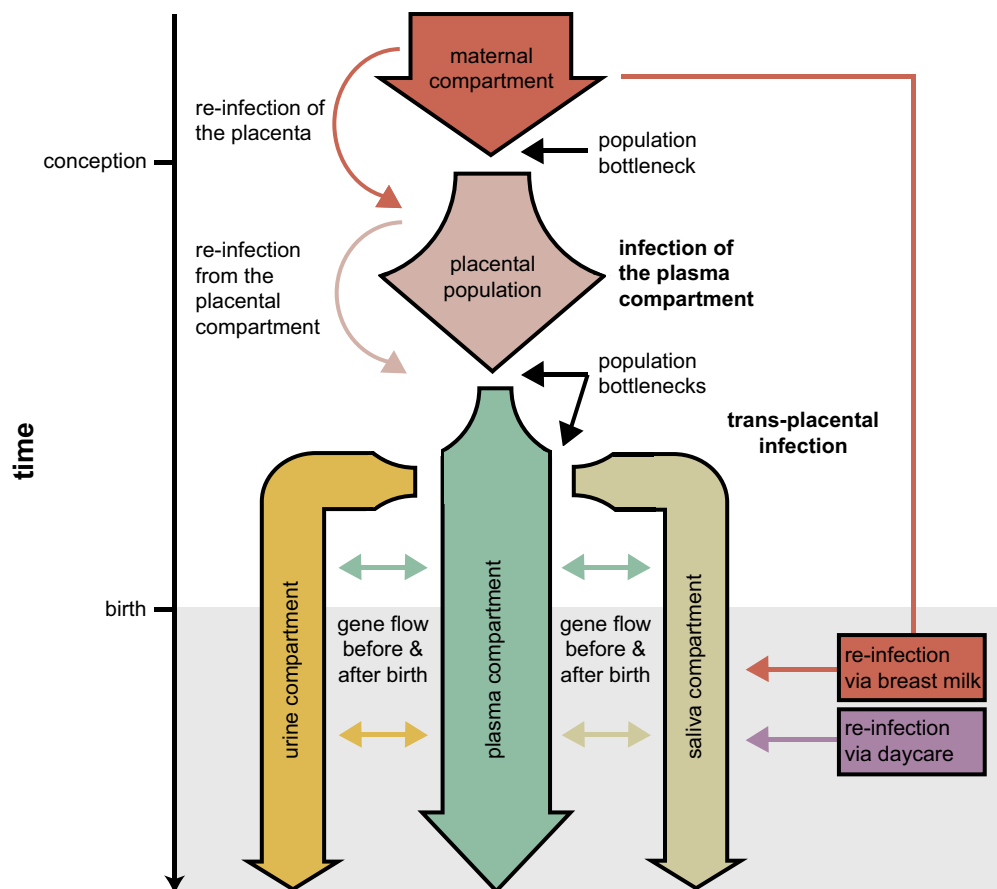 maternal
compartment
re-infection of
the placenta
population
bottleneck
conception
re-infection
from the
placental
compartment
placental
population
infection of
the plasma
compartment
population
bottlenecks
trans-placental
infection
time
birth
urine compartment
gene flow
before &
after birth
plasma compartment
gene flow
before &
after birth
saliva compartment
re-infection
via breast milk
re-infection
via daycare